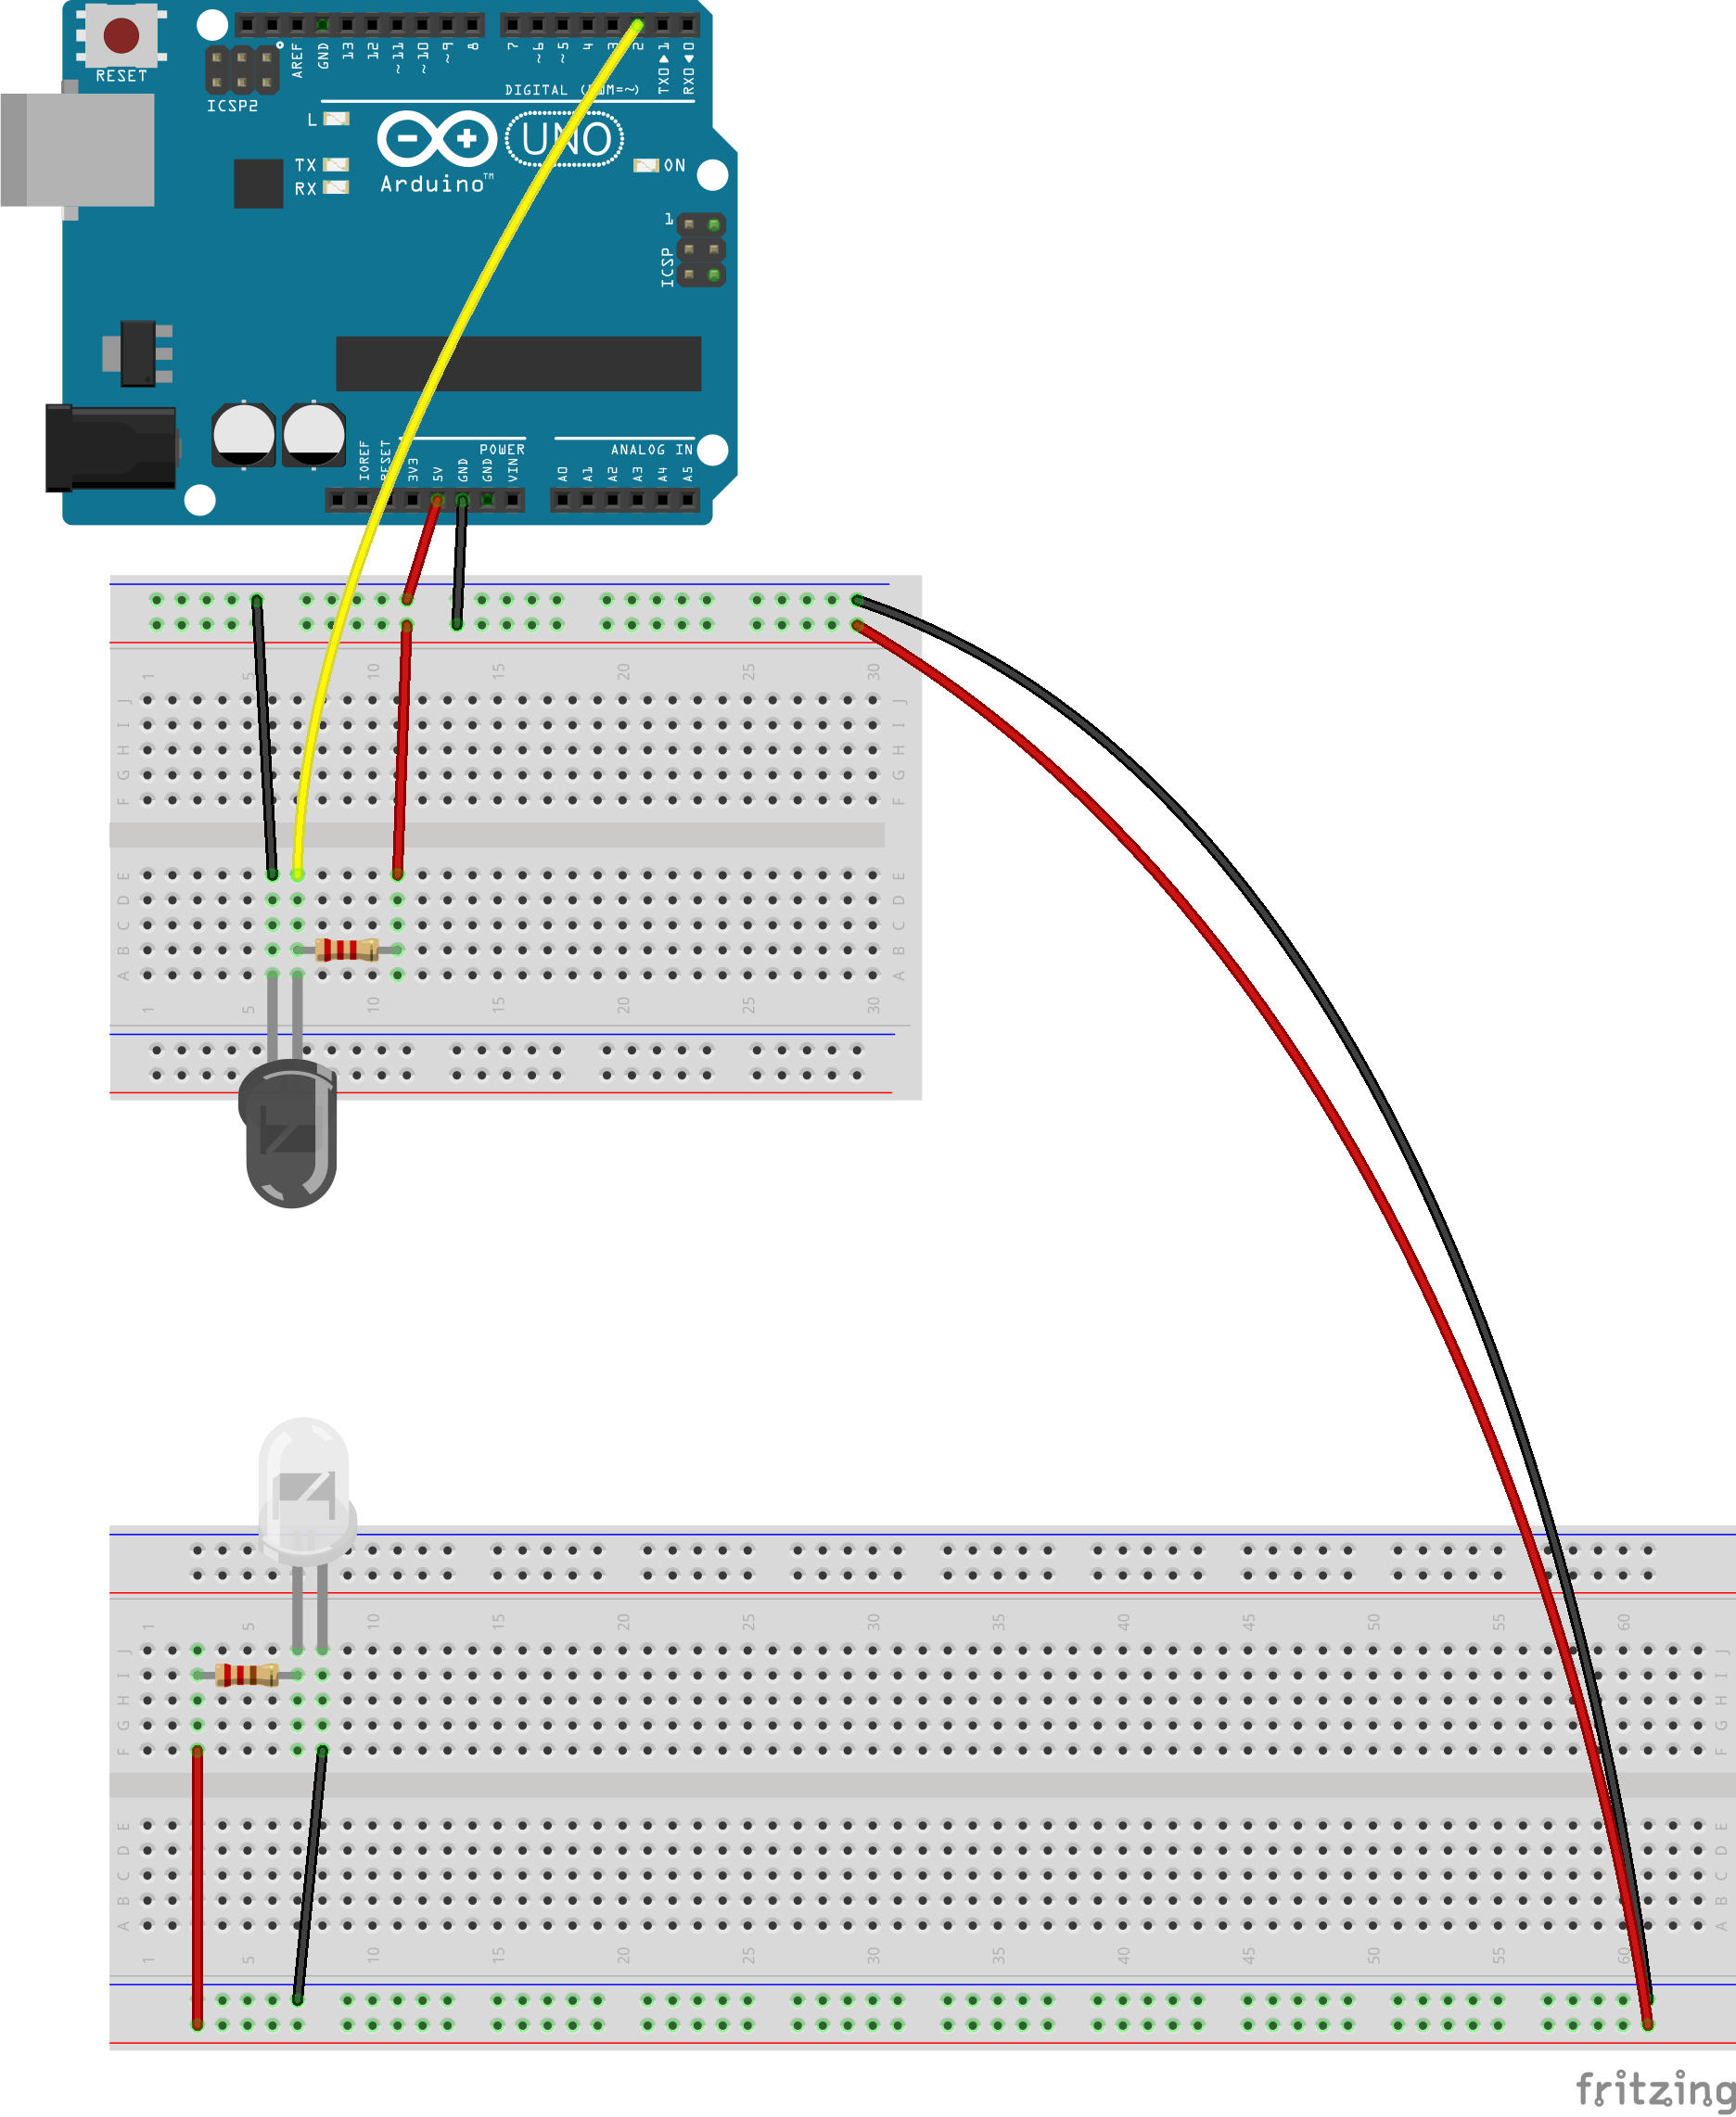 RESET
ICSP2
AREF
GND
13
12
~11
~10
~9
8
7
~6
~5
4
3
2
TX0▶1
RX0◀0
DIGITAL (PWM=~)
L
TX
RX
UNO
Arduino™
ON
1
ICSP
IOREF
RESET
3V3
5V
GND
GND
VIN
POWER
ANALOG IN
A0
A1
A2
A3
A4
A5
1 5 10 15 20 25 30
J J
I I
H H
G G
F F
E E
D D
C C
B B
A A
1 5 10 15 20 25 30
1 5 10 15 20 25 30 35 40 45 50 55 60
J J
I I
H H
G G
F F
E E
D D
C C
B B
A A
1 5 10 15 20 25 30 35 40 45 50 55 60
fritzing